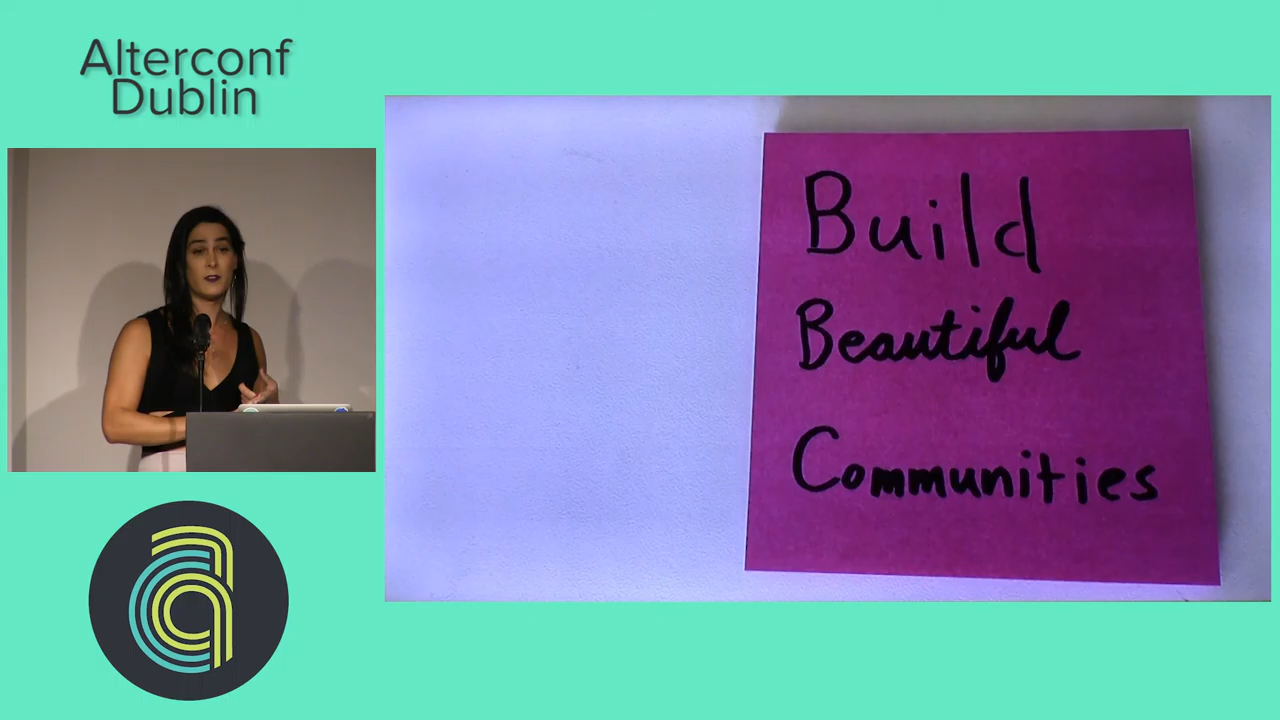 Alterconf
Dublin
Build
Beautiful
Communities